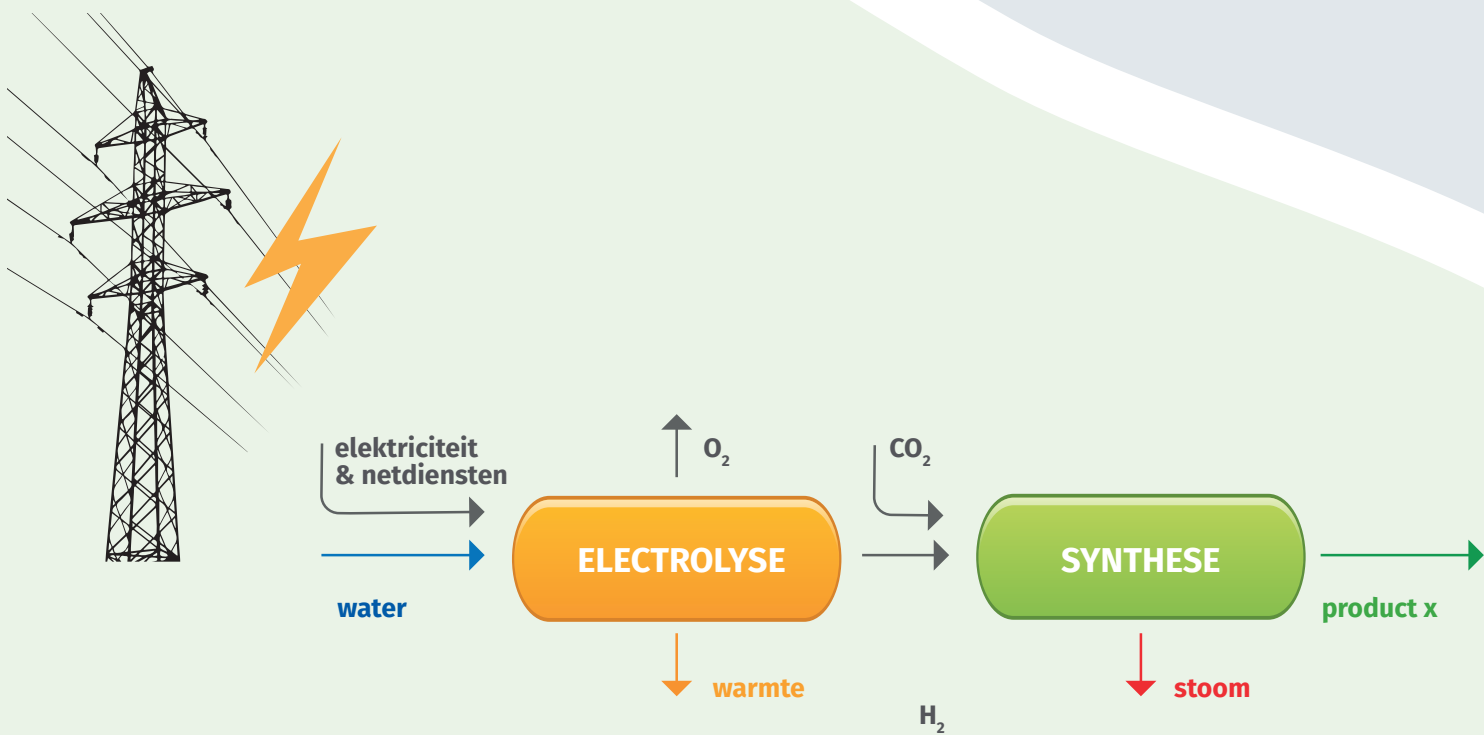 elektriciteit
& netdiensten
O₂
CO₂
ELECTROLYSE
SYNTHESE
water
product x
warmte
stoom
H₂